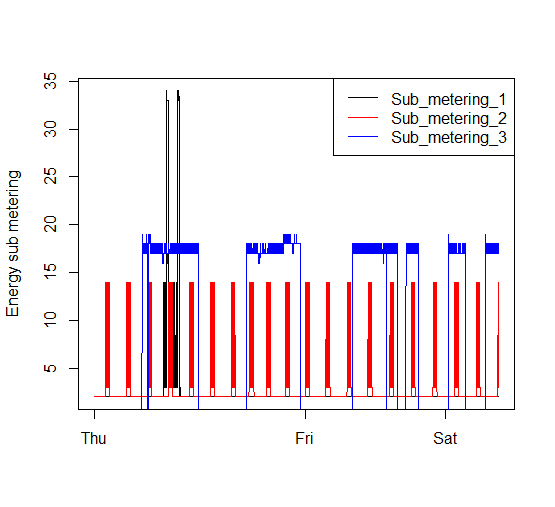 35
30
25
20
15
10
5
Energy sub metering
Sub_metering_1
Sub_metering_2
Sub_metering_3
Thu Fri Sat